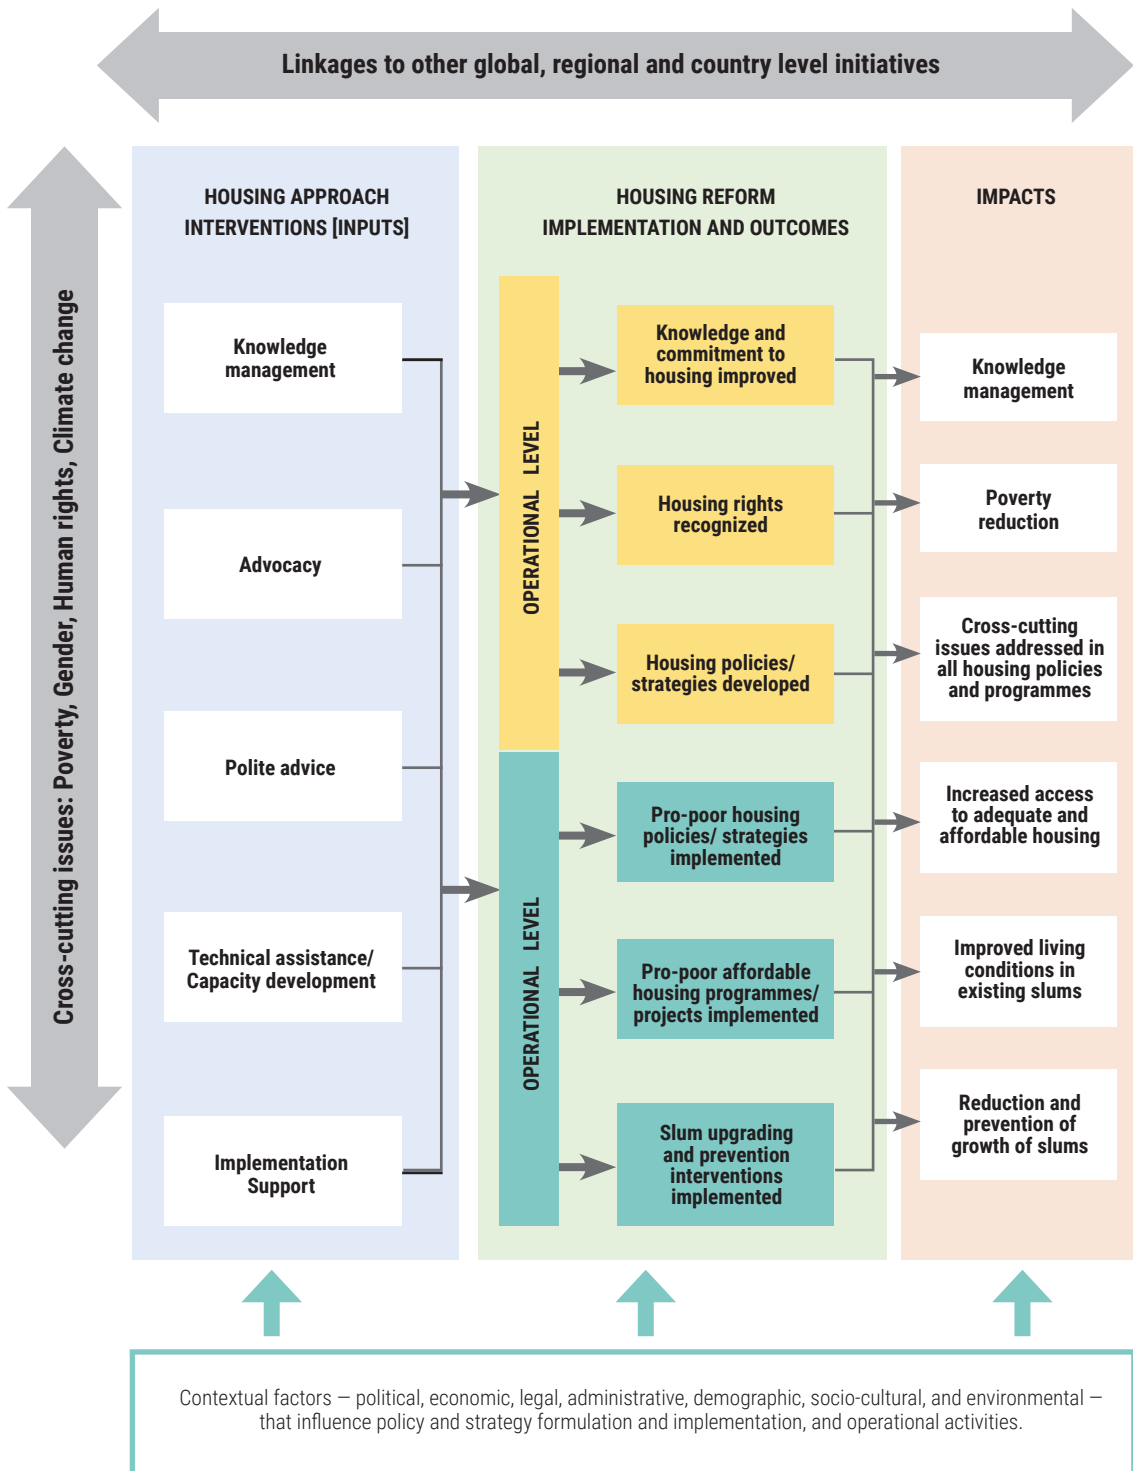 Linkages to other global, regional and country level initiatives
Cross-cutting issues: Poverty, Gender, Human rights, Climate change
HOUSING APPROACH
INTERVENTIONS [INPUTS]
Knowledge
management
Advocacy
Polite advice
Technical assistance/
Capacity development
Implementation
Support
HOUSING REFORM
IMPLEMENTATION AND OUTCOMES
OPERATIONAL LEVEL
Knowledge and
commitment to
housing improved
Housing rights
recognized
Housing policies/
strategies developed
OPERATIONAL LEVEL
Pro-poor housing
policies/ strategies
implemented
Pro-poor affordable
housing programmes/
projects implemented
Slum upgrading
and prevention
interventions
implemented
IMPACTS
Knowledge
management
Poverty
reduction
Cross-cutting
issues addressed in
all housing policies
and programmes
Increased access
to adequate and
affordable housing
Improved living
conditions in
existing slums
Reduction and
prevention of
growth of slums
Contextual factors — political, economic, legal, administrative, demographic, socio-cultural, and environmental —
that influence policy and strategy formulation and implementation, and operational activities.